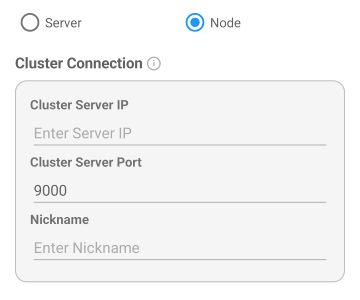 Server Node
Cluster Connection
Cluster Server IP
Enter Server IP
Cluster Server Port
9000
Nickname
Enter Nickname